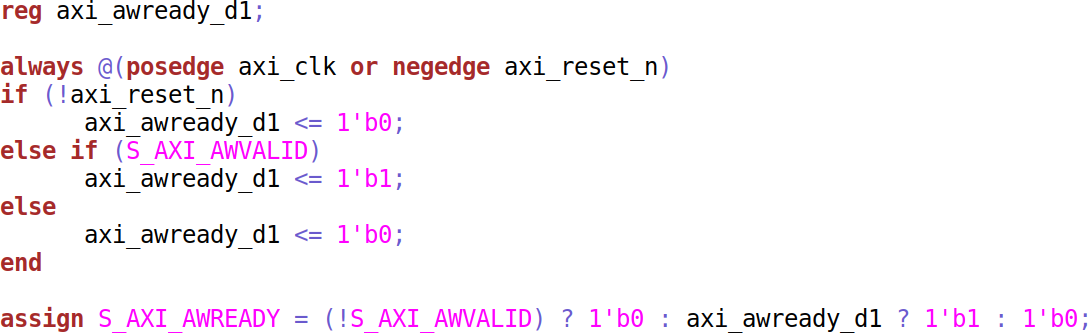 reg axi_awready_d1;
always @(posedge axi_clk or negedge axi_reset_n)
if (!axi_reset_n)
axi_awready_d1 <= 1'b0;
else if (S_AXI_AWVALID)
axi_awready_d1 <= 1'b1;
else
axi_awready_d1 <= 1'b0;
end
assign S_AXI_AWREADY = (!S_AXI_AWVALID) ? 1'b0 : axi_awready_d1 ? 1'b1 : 1'b0;